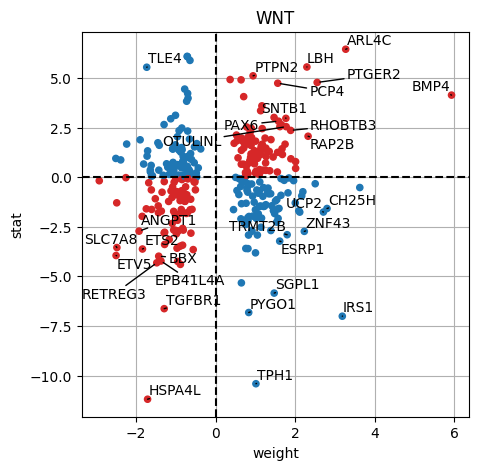 WNT
ARL4C
TLE4
LBH
PTPN2
PTGER2
5.0
BMP4
PCP4
SNTB1
2.5
PAX6
RHOBTB3
OTULINL
RAP2B
0.0
stat
UCP2
CH25H
ANGPT1
−2.5
TRMT2B
ZNF43
SLC7A8
ETS2
ESRP1
ETV5
BBX
−5.0
EPB41L4A
SGPL1
RETREG3
TGFBR1
PYGO1
IRS1
−7.5
TPH1
−10.0
HSPA4L
−2
0
2
4
6
weight